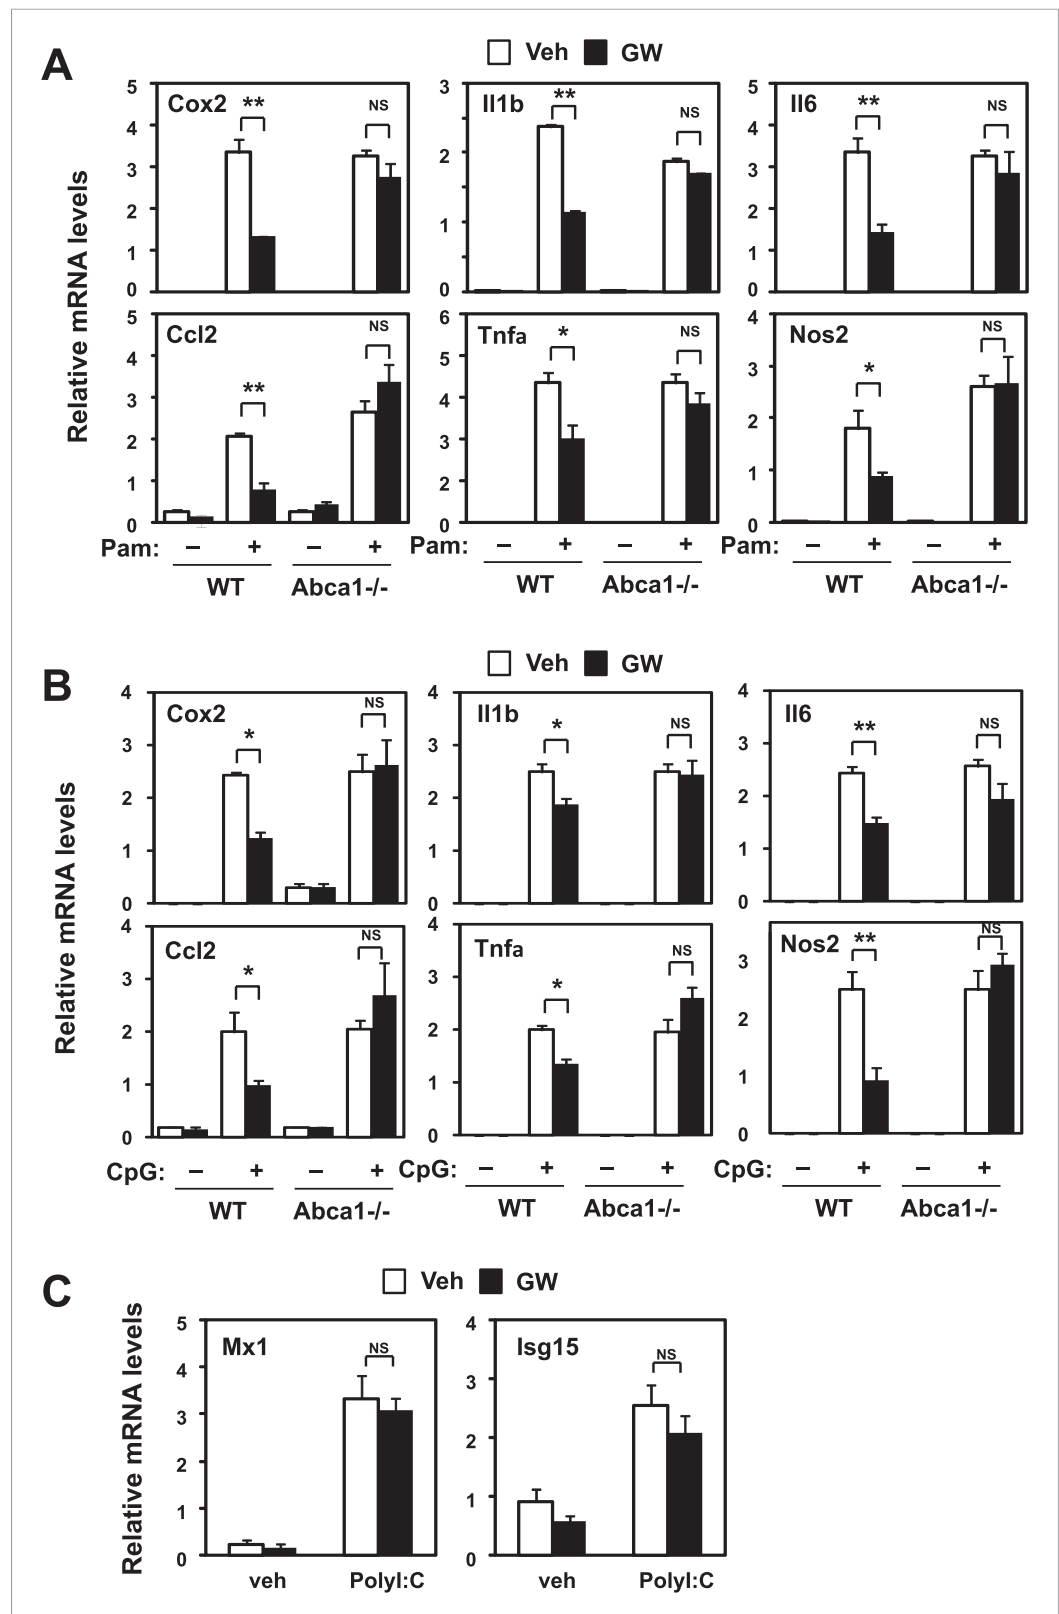 A
Veh GW
Relative mRNA levels
Cox2 ** NS
5
4
3
2
1
0
Il1b ** NS
3
2
1
0
Il6 ** NS
5
4
3
2
1
0
Ccl2 ** NS
5
4
3
2
1
0
Tnfa * NS
6
5
4
3
2
0
Nos2 * NS
4
3
2
1
0
Pam: – + – + Pam: – + – + Pam: – + – +
WT Abca1-/- WT Abca1-/- WT Abca1-/-
B
Veh GW
Relative mRNA levels
Cox2 * NS
4
3
2
1
0
Il1b * NS
4
3
2
1
0
Il6 ** NS
4
3
2
1
0
Ccl2 * NS
4
3
2
1
0
Tnfa * NS
4
3
2
1
0
Nos2 ** NS
3
2
1
0
CpG: – + – + CpG: – + – + CpG: – + – +
WT Abca1-/- WT Abca1-/- WT Abca1-/-
C
Veh GW
Relative mRNA levels
Mx1 NS
5
4
3
2
1
0
Isg15 NS
4
3
2
1
0
veh PolyI:C veh PolyI:C